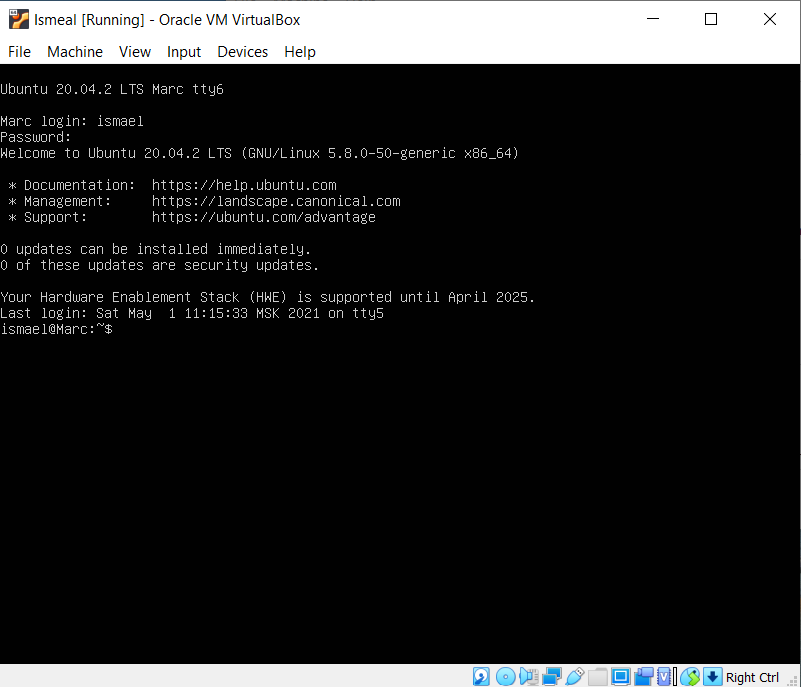 Ismeal [Running] - Oracle VM VirtualBox
File Machine View Input Devices Help
Ubuntu 20.04.2 LTS Marc tty6
Marc login: ismael
Password:
Welcome to Ubuntu 20.04.2 LTS (GNU/Linux 5.8.0-50-generic x86_64)
* Documentation: https://help.ubuntu.com
* Management: https://landscape.canonical.com
* Support: https://ubuntu.com/advantage
0 updates can be installed immediately.
0 of these updates are security updates.
Your Hardware Enablement Stack (HWE) is supported until April 2025.
Last login: Sat May 1 11:15:33 MSK 2021 on tty5
ismael@Marc:~$
Right Ctrl